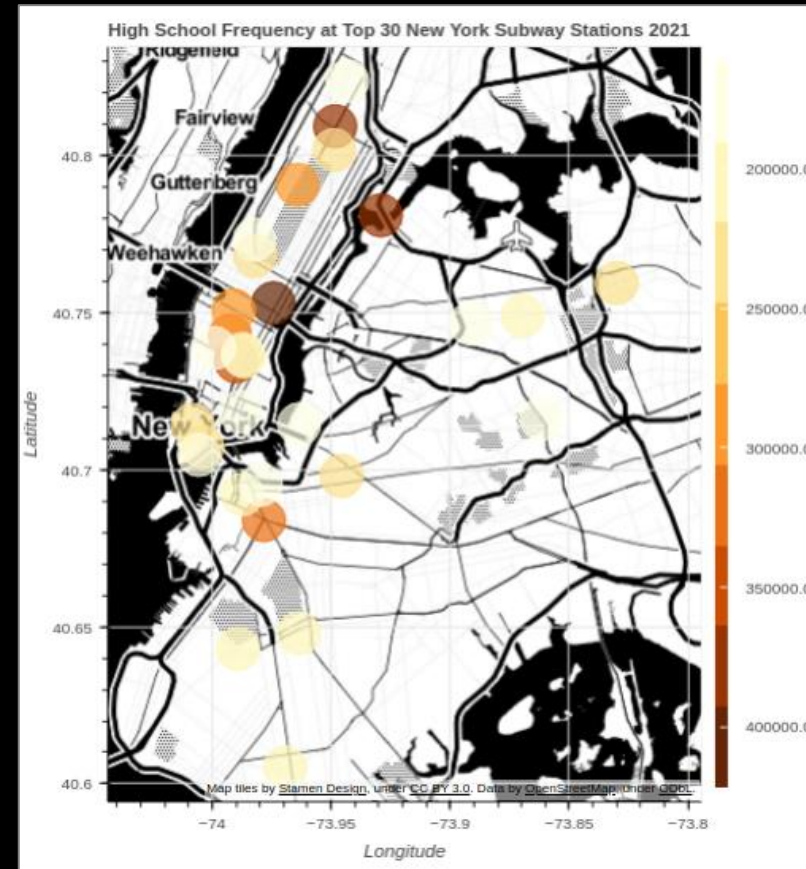 High School Frequency at Top 30 New York Subway Stations 2021
Ridgefield
Fairview
40.8
Guttenberg
200000.0
Weehawken
40.75
250000.0
New York
Latitude
300000.0
40.7
350000.0
40.65
400000.0
40.6
Map tiles by Stamen Design, under CC BY 3.0. Data by OpenStreetMap, under ODbL.
−74
−73.95
−73.9
−73.85
−73.8
Longitude